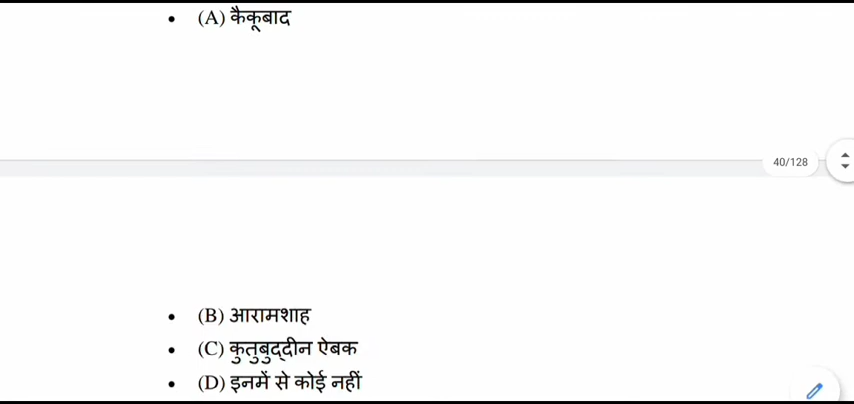 • (A) कैकूबाद
40/128
• (B) आरामशाह
• (C) कुतुबुद्दीन ऐबक
• (D) इनमें से कोई नहीं